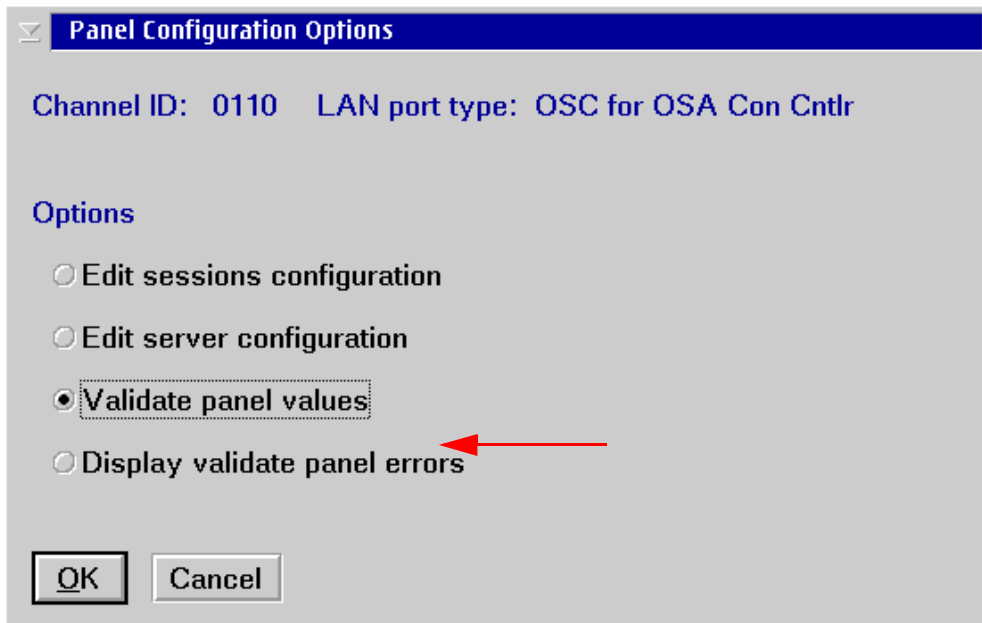 Panel Configuration Options
Channel ID: 0110 LAN port type: OSC for OSA Con Cntlr
Options
Edit sessions configuration
Edit server configuration
Validate panel values
Display validate panel errors
OK Cancel